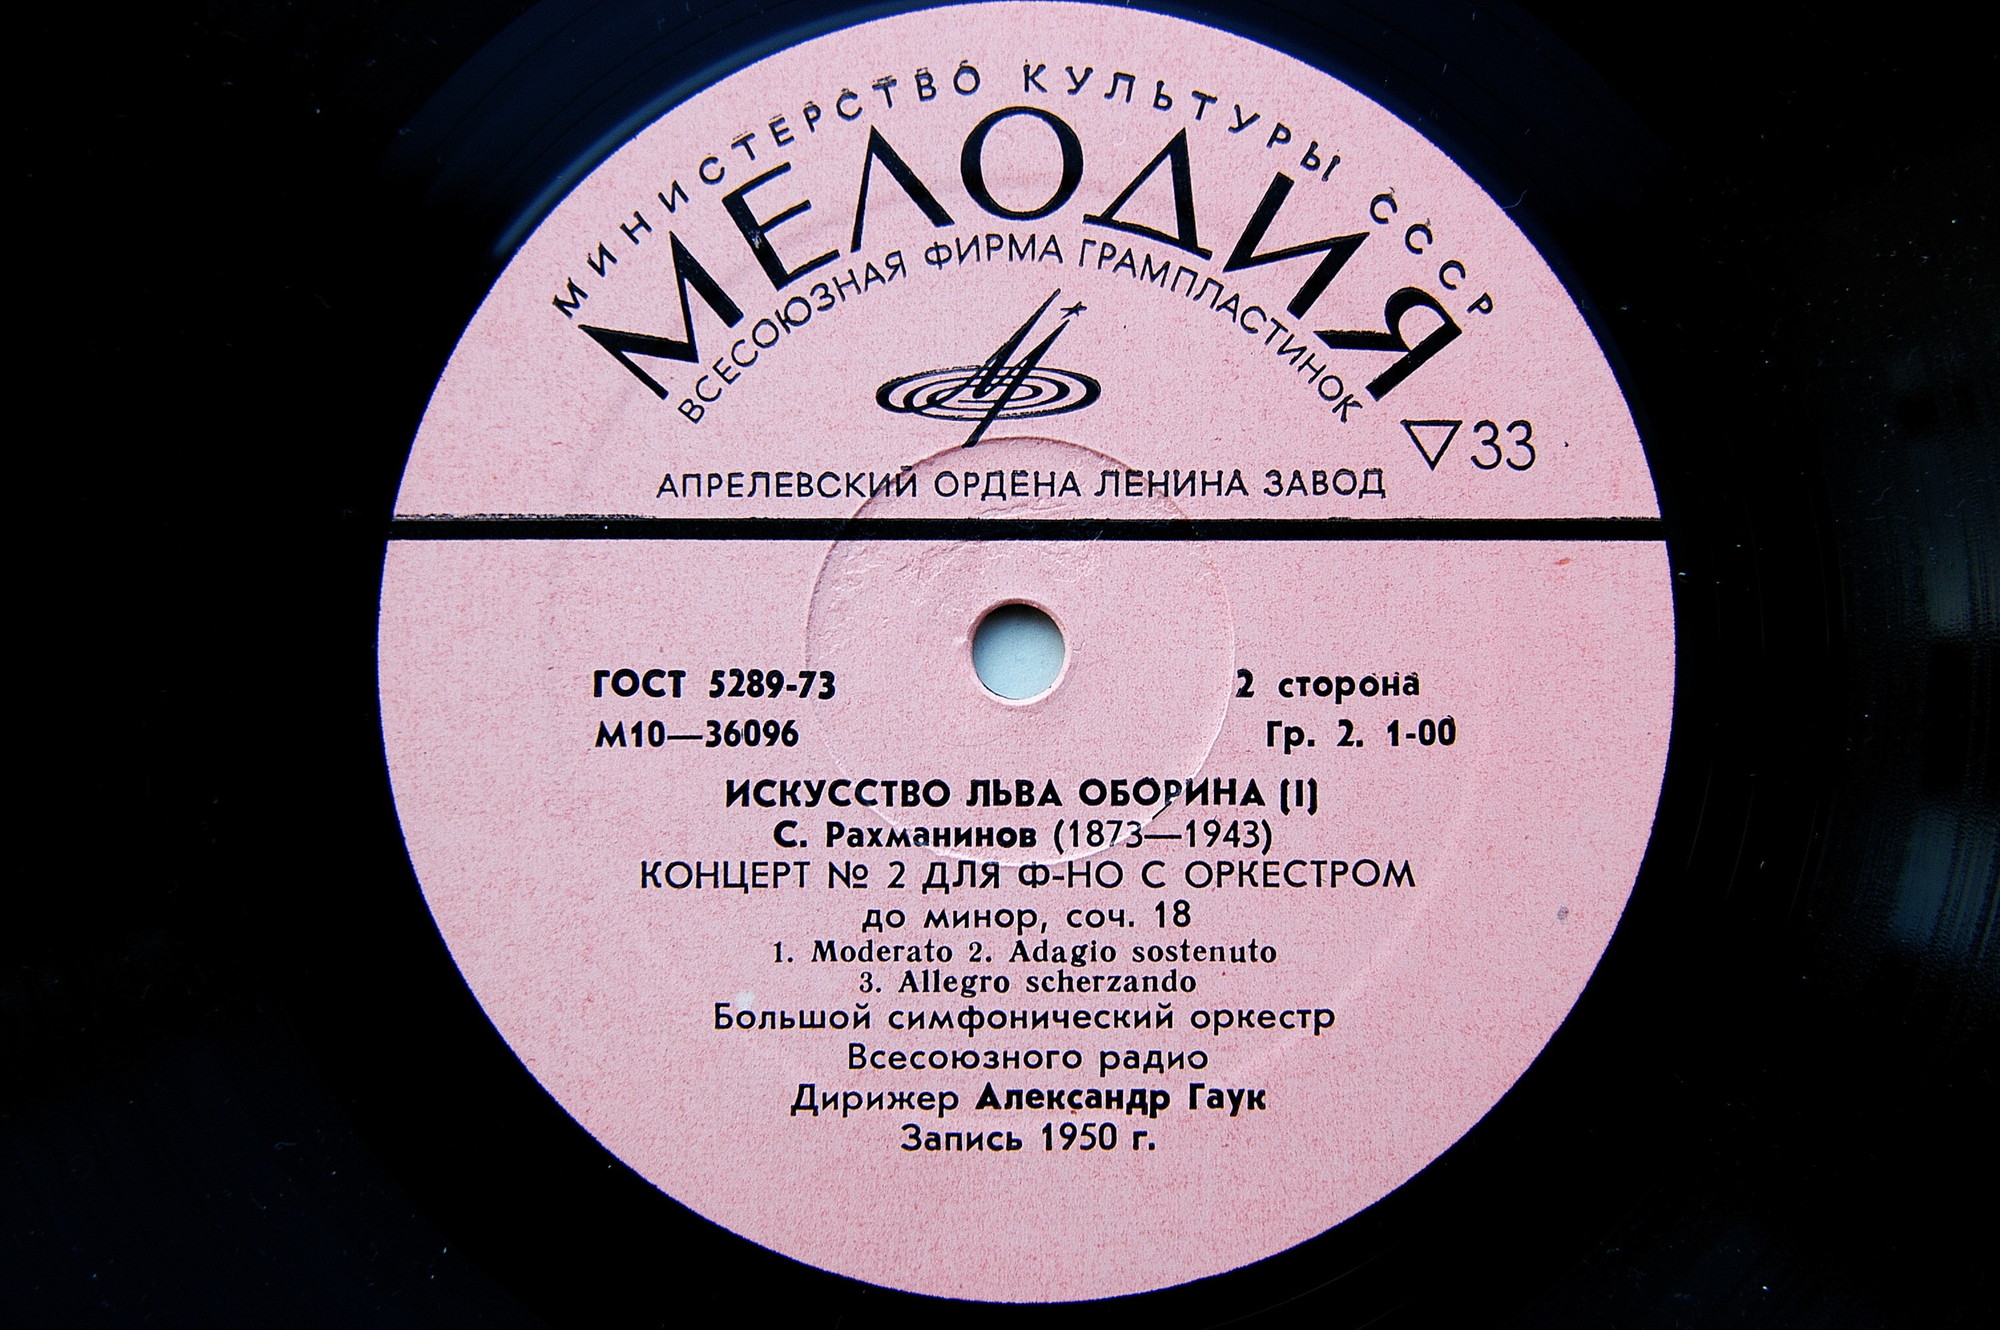 МИНИСТЕРСТВО КУЛЬТУРЫ СССР
МЕЛОДИЯ
ВСЕСОЮЗНАЯ ФИРМА ГРАМПЛАСТИНОК
33
АПРЕЛЕВСКИЙ ОРДЕНА ЛЕНИНА ЗАВОД
ГОСТ 5289-73
2 сторона
М10—36096
Гр. 2. 1-00
ИСКУССТВО ЛЬВА ОБОРИНА (I)
С. Рахманинов (1873—1943)
КОНЦЕРТ № 2 ДЛЯ Ф-НО С ОРКЕСТРОМ
до минор, соч. 18
1. Moderato 2. Adagio sostenuto
3. Allegro scherzando
Большой симфонический оркестр
Всесоюзного радио
Дирижер Александр Гаук
Запись 1950 г.